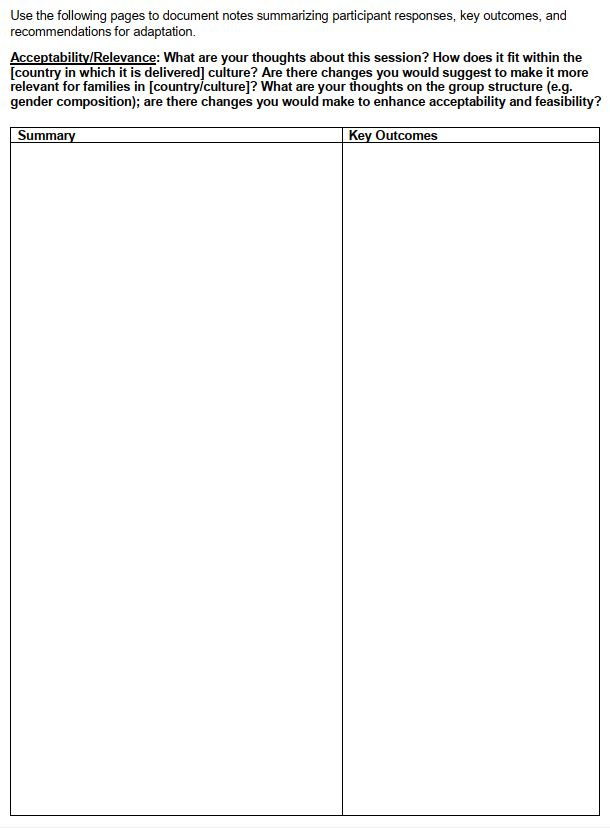 Use the following pages to document notes summarizing participant responses, key outcomes, and
recommendations for adaptation.
Acceptability/Relevance: What are your thoughts about this session? How does it fit within the
[country in which it is delivered] culture? Are there changes you would suggest to make it more
relevant for families in [country/culture]? What are your thoughts on the group structure (e.g.
gender composition); are there changes you would make to enhance acceptability and feasibility?
Summary
Key Outcomes